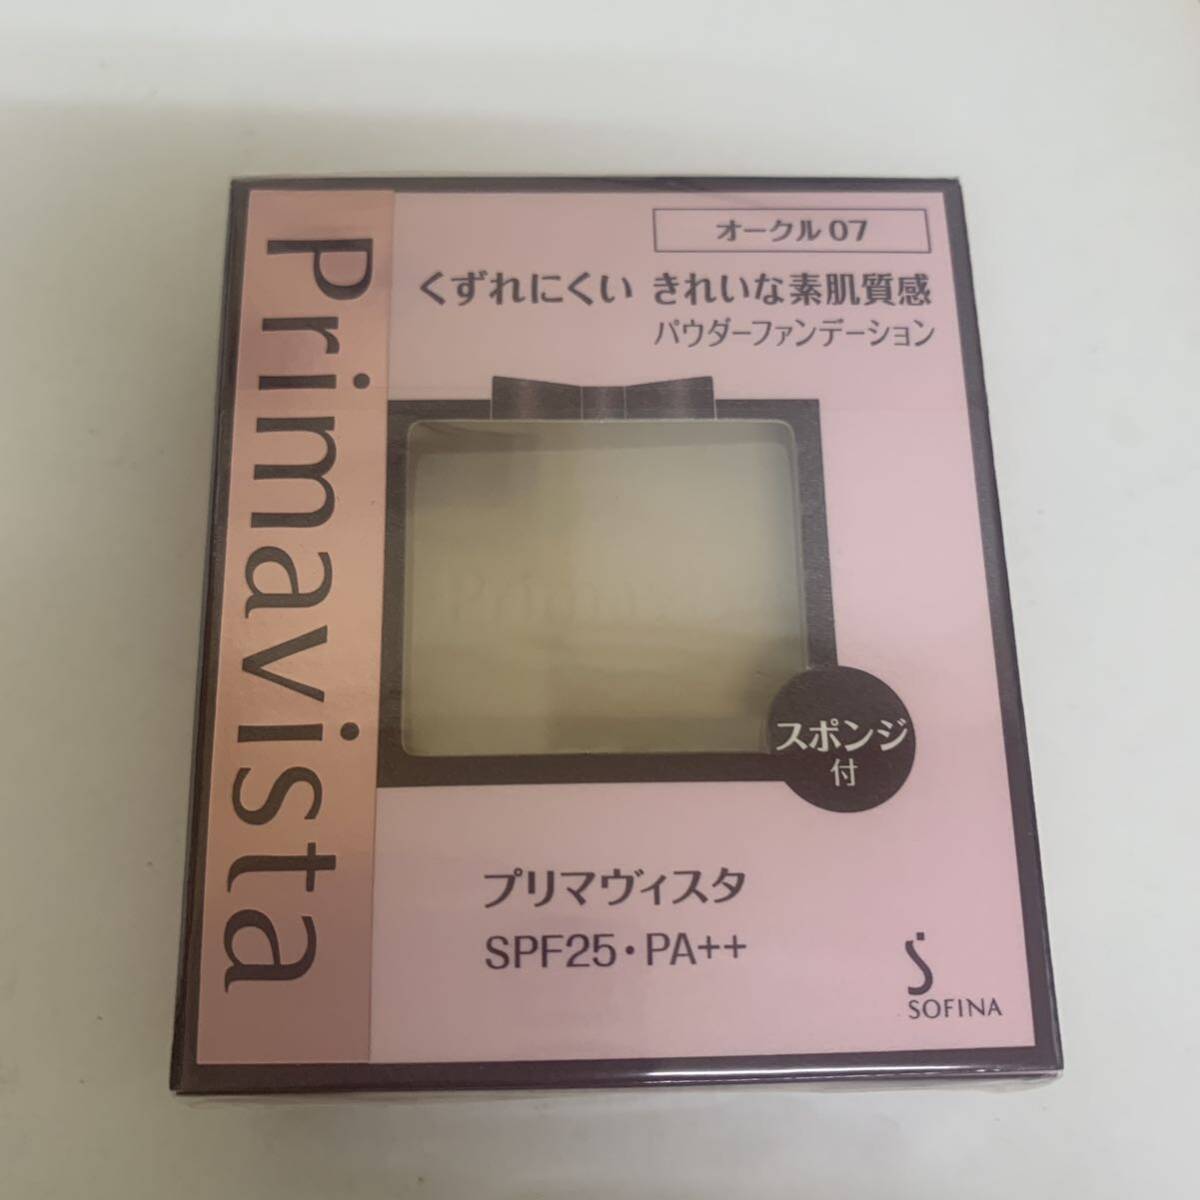 Primavista
オークル 07
くずれにくい きれいな素肌質感
パウダーファンデーション
スポンジ
付
プリマヴィスタ
SPF25・PA++
SOFINA